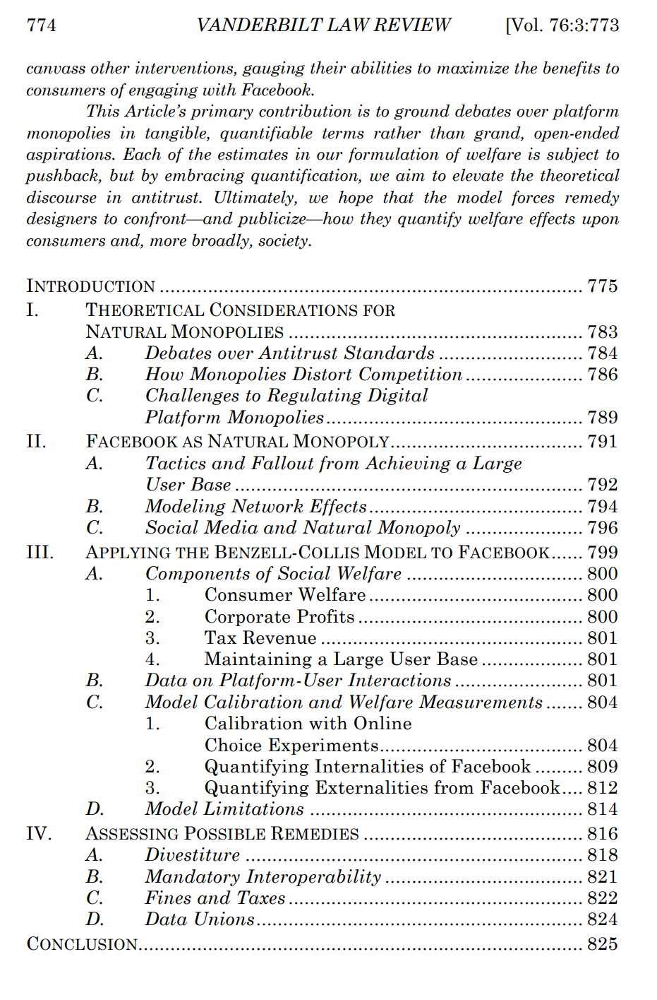 774 VANDERBILT LAW REVIEW [Vol. 76:3:773
canvass other interventions, gauging their abilities to maximize the benefits to
consumers of engaging with Facebook.
This Article’s primary contribution is to ground debates over platform
monopolies in tangible, quantifiable terms rather than grand, open-ended
aspirations. Each of the estimates in our formulation of welfare is subject to
pushback, but by embracing quantification, we aim to elevate the theoretical
discourse in antitrust. Ultimately, we hope that the model forces remedy
designers to confront—and publicize—how they quantify welfare effects upon
consumers and, more broadly, society.
INTRODUCTION ................................................................................ 775
I. THEORETICAL CONSIDERATIONS FOR
NATURAL MONOPOLIES ....................................................... 783
A. Debates over Antitrust Standards ........................... 784
B. How Monopolies Distort Competition ...................... 786
C. Challenges to Regulating Digital
Platform Monopolies ................................................ 789
II. FACEBOOK AS NATURAL MONOPOLY.................................... 791
A. Tactics and Fallout from Achieving a Large
User Base ................................................................. 792
B. Modeling Network Effects ........................................ 794
C. Social Media and Natural Monopoly ...................... 796
III. APPLYING THE BENZELL-COLLIS MODEL TO FACEBOOK...... 799
A. Components of Social Welfare ................................. 800
1. Consumer Welfare ........................................ 800
2. Corporate Profits .......................................... 800
3. Tax Revenue ................................................. 801
4. Maintaining a Large User Base ................... 801
B. Data on Platform-User Interactions ........................ 801
C. Model Calibration and Welfare Measurements ....... 804
1. Calibration with Online
Choice Experiments...................................... 804
2. Quantifying Internalities of Facebook ......... 809
3. Quantifying Externalities from Facebook.... 812
D. Model Limitations ................................................... 814
IV. ASSESSING POSSIBLE REMEDIES ......................................... 816
A. Divestiture ............................................................... 818
B. Mandatory Interoperability ..................................... 821
C. Fines and Taxes ....................................................... 822
D. Data Unions............................................................. 824
CONCLUSION................................................................................... 825